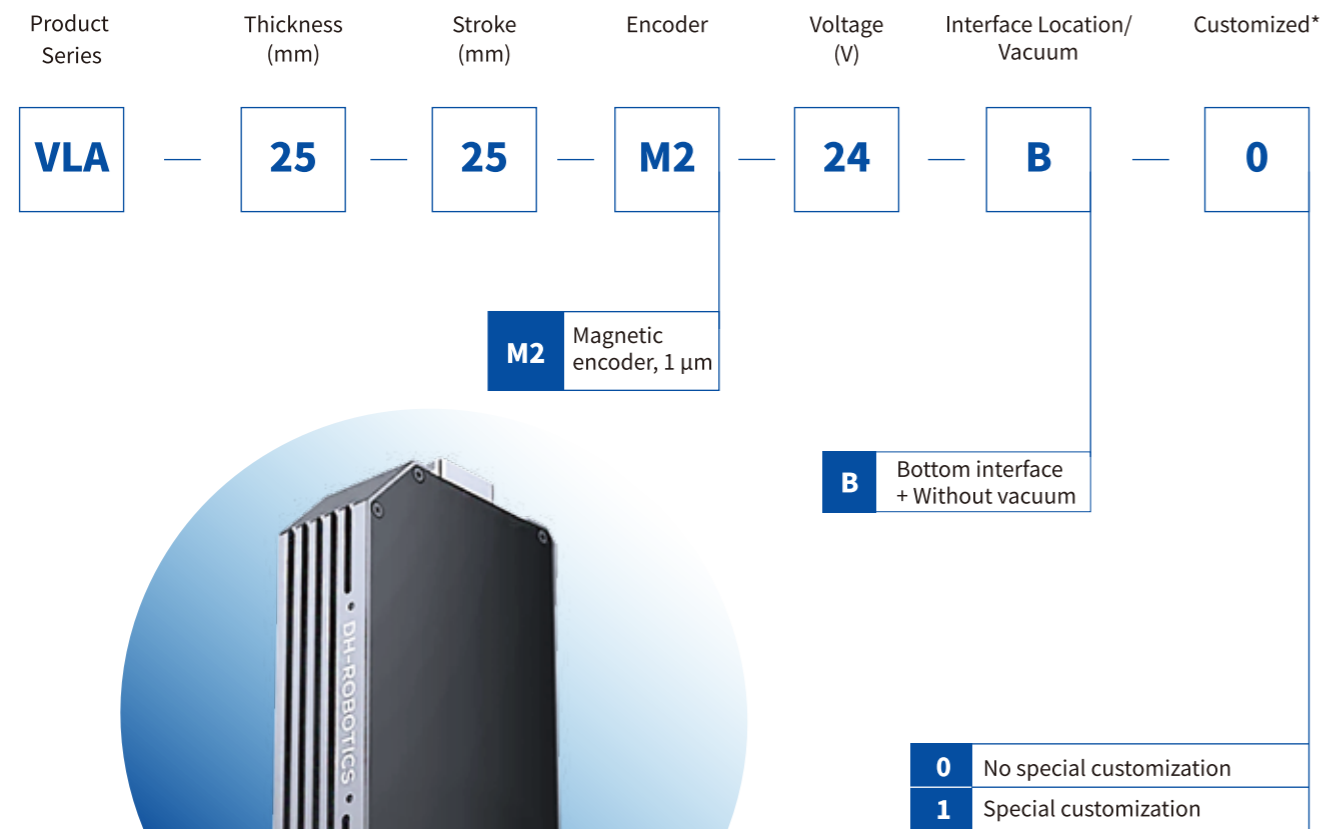 Product
Series
Thickness
(mm)
Stroke
(mm)
Encoder
Voltage
(V)
Interface Location/
Vacuum
Customized*
VLA — 25 — 25 — M2 — 24 — B — 0
M2 Magnetic
encoder, 1 μm
B Bottom interface
+ Without vacuum
DH-ROBOTICS
0 No special customization
1 Special customization